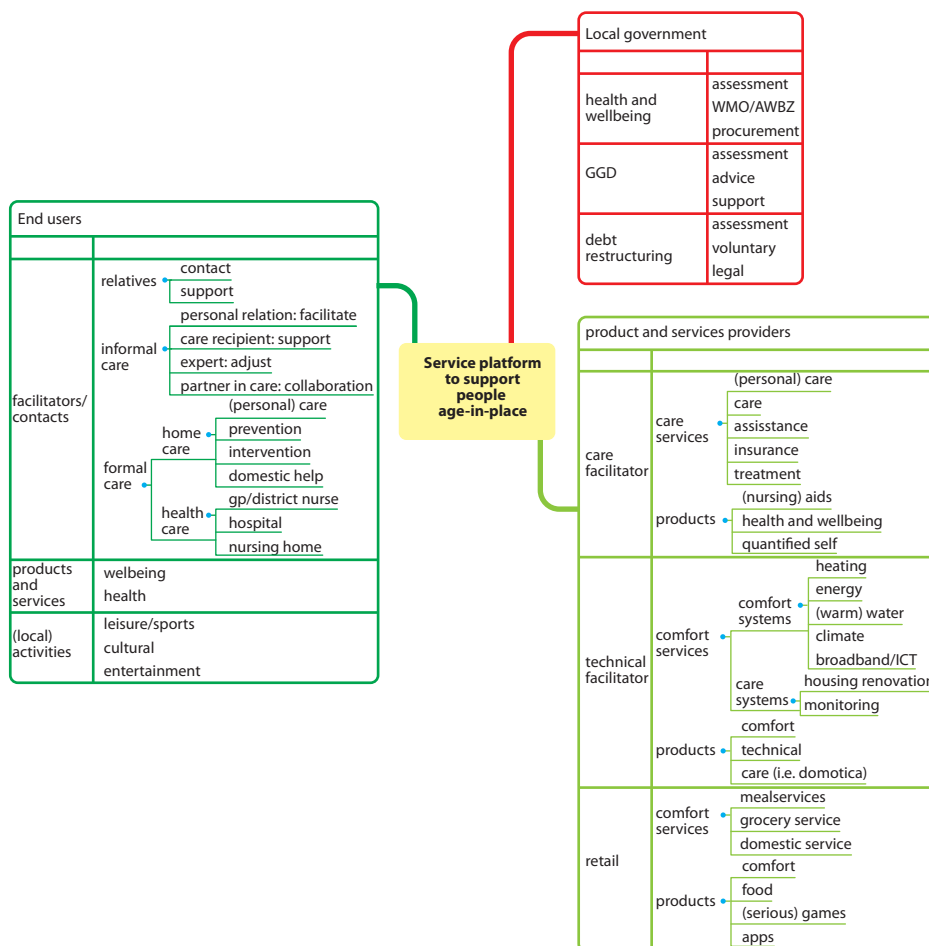 Local government
health and
wellbeing
assessment
WMO/AWBZ
procurement
GGD
assessment
advice
support
debt
restructuring
assessment
voluntary
legal
End users
facilitators/
contacts
relatives
contact
support
informal
care
personal relation: facilitate
care recipient: support
expert: adjust
partner in care: collaboration
formal
care
home
care
(personal) care
prevention
intervention
domestic help
health
care
gp/district nurse
hospital
nursing home
products
and
services
welbeing
health
(local)
activities
leisure/sports
cultural
entertainment
Service platform
to support
people
age-in-place
product and services providers
care
facilitator
care
services
(personal) care
care
assisstance
insurance
treatment
products
(nursing) aids
health and wellbeing
quantified self
technical
facilitator
comfort
services
comfort
systems
heating
energy
(warm) water
climate
broadband/ICT
care
systems
housing renovation
monitoring
products
comfort
technical
care (i.e. domotica)
retail
comfort
services
mealservices
grocery service
domestic service
products
comfort
food
(serious) games
apps